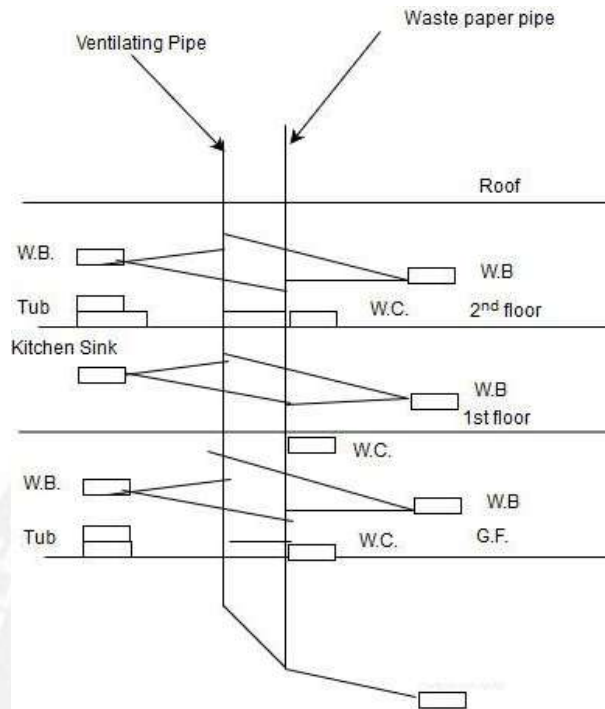 Waste paper pipe
Ventilating Pipe
Roof
W.B.
W.B
Tub
W.C.
2nd floor
Kitchen Sink
W.B
1st floor
W.C.
W.B.
W.B
Tub
W.C.
G.F.